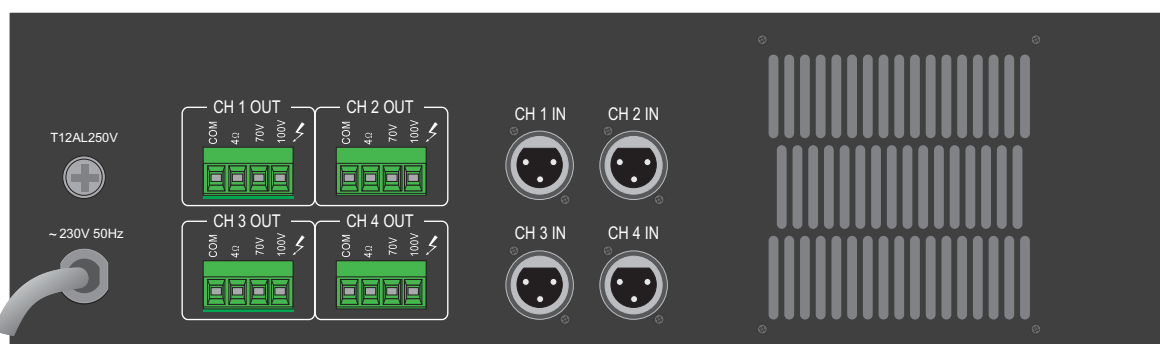 CH 1 OUT
COM
4Ω
70V
100V
CH 2 OUT
COM
4Ω
70V
100V
CH 1 IN
CH 2 IN
T12AL250V
~230V 50Hz
CH 3 OUT
COM
4Ω
70V
100V
CH 4 OUT
COM
4Ω
70V
100V
CH 3 IN
CH 4 IN